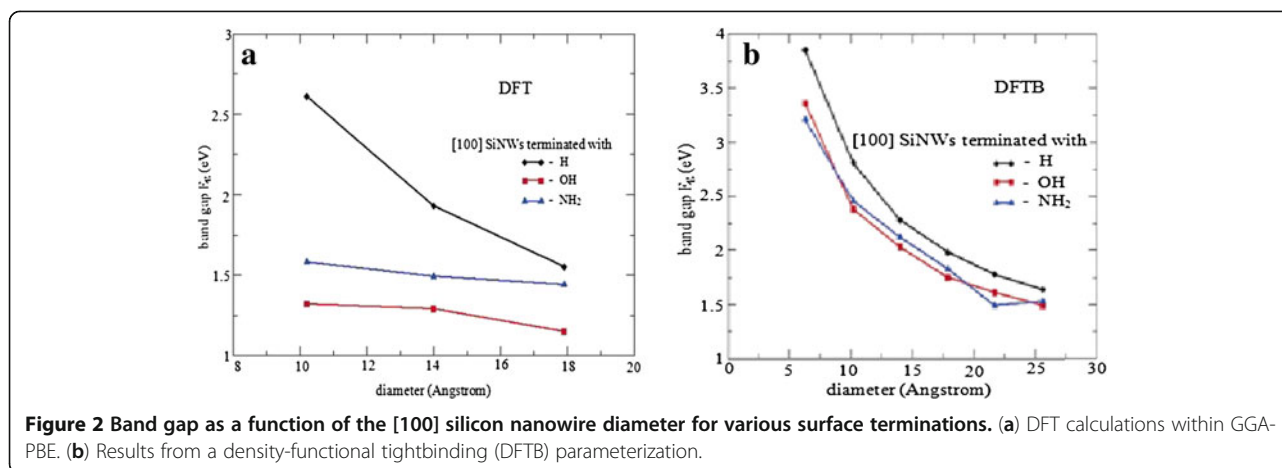 a
DFT
[100] SiNWs terminated with
- H
- OH
- NH₂
band gap E_g (eV)
3
2.5
2
1.5
1
8
10
12
14
16
18
20
diameter (Angstrom)
b
DFTB
[100] SiNWs terminated with
- H
- OH
- NH₂
band gap E_g (eV)
4
3.5
3
2.5
2
1.5
1
0
5
10
15
20
25
30
diameter (Angstrom)
Figure 2 Band gap as a function of the [100] silicon nanowire diameter for various surface terminations. (a) DFT calculations within GGA-
PBE. (b) Results from a density-functional tightbinding (DFTB) parameterization.